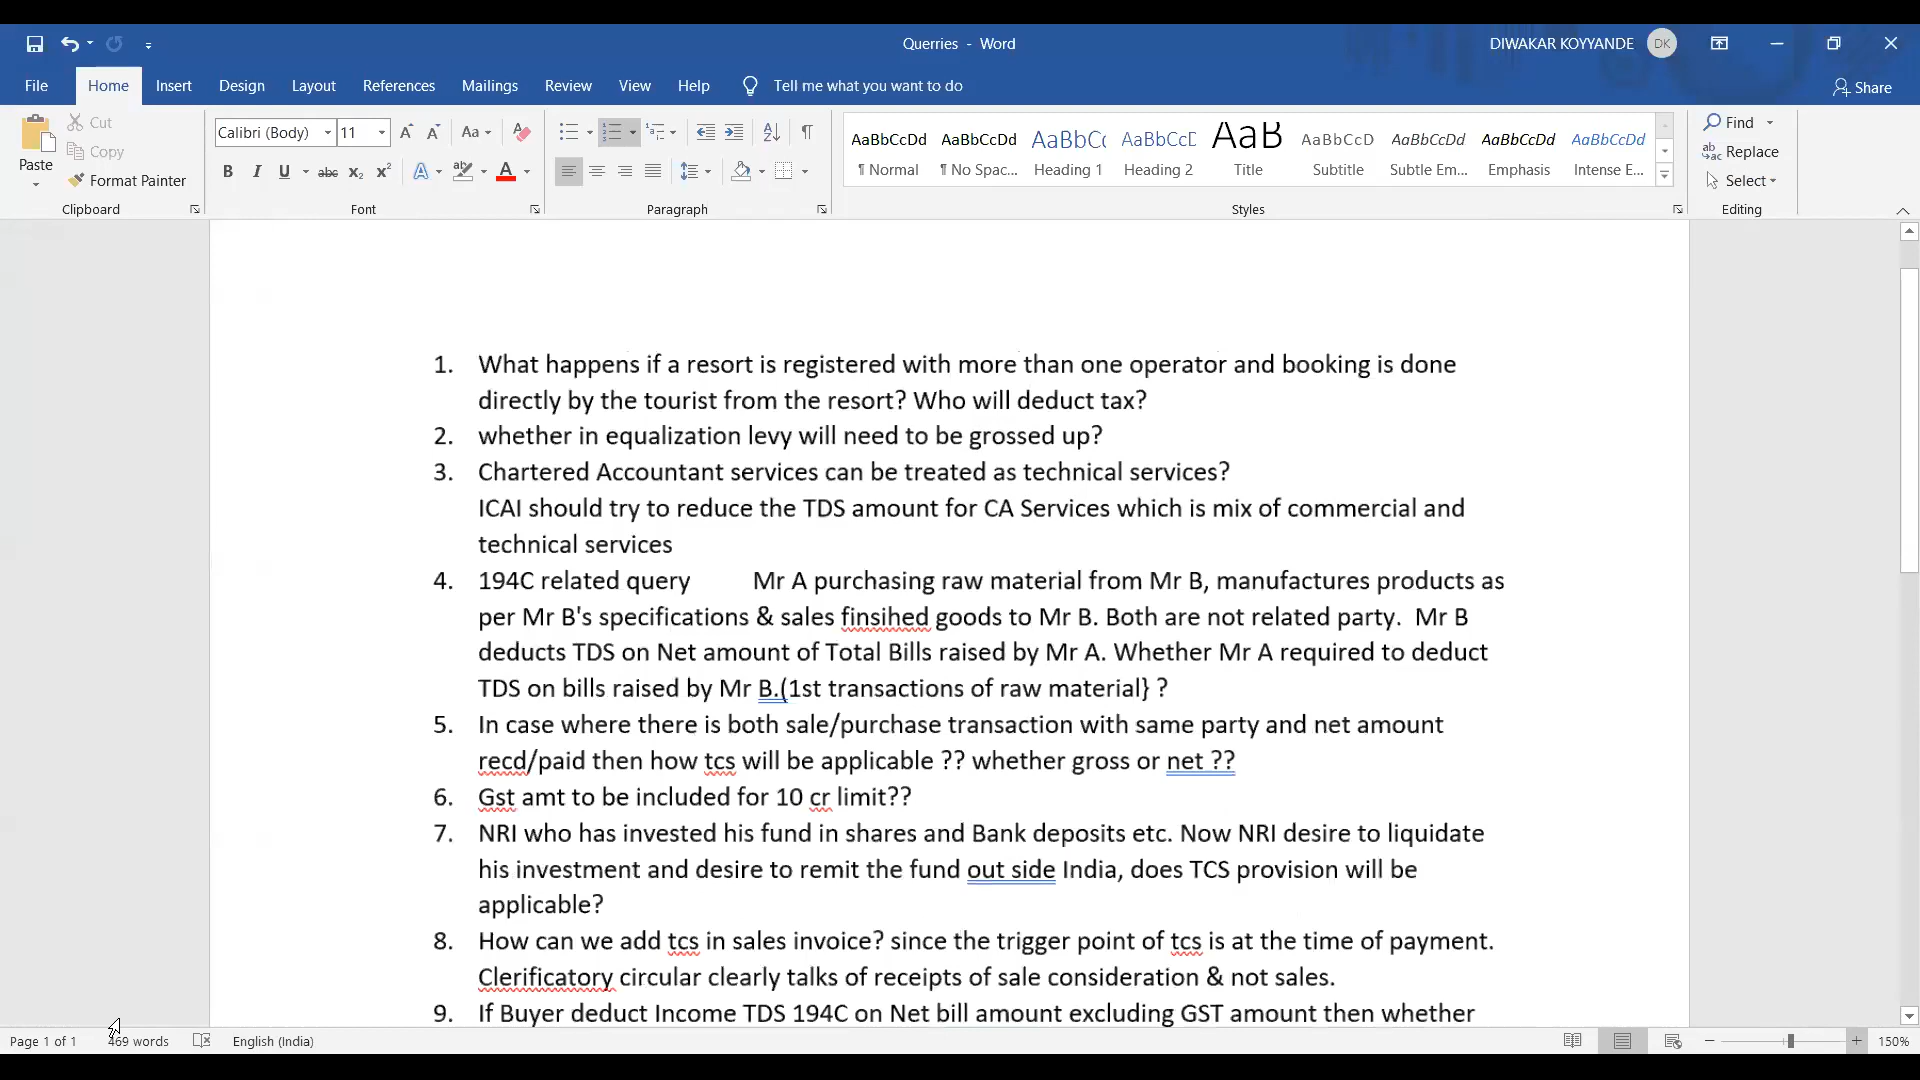 Querries - Word
DIWAKAR KOYYANDE DK
File Home Insert Design Layout References Mailings Review View Help Tell me what you want to do Share
Cut
Copy
Format Painter
Paste
Clipboard
Calibri (Body) 11
Font
Paragraph
AaBbCcDd AaBbCcDd AaBbC AaBbCcD AaB AaBbCcD AaBbCcDd AaBbCcDd AaBbCcDd
¶ Normal ¶ No Spac... Heading 1 Heading 2 Title Subtitle Subtle Em... Emphasis Intense E...
Styles
Find
Replace
Select
Editing
1. What happens if a resort is registered with more than one operator and booking is done
directly by the tourist from the resort? Who will deduct tax?
2. whether in equalization levy will need to be grossed up?
3. Chartered Accountant services can be treated as technical services?
ICAI should try to reduce the TDS amount for CA Services which is mix of commercial and
technical services
4. 194C related query Mr A purchasing raw material from Mr B, manufactures products as
per Mr B's specifications & sales finsihed goods to Mr B. Both are not related party. Mr B
deducts TDS on Net amount of Total Bills raised by Mr A. Whether Mr A required to deduct
TDS on bills raised by Mr B.(1st transactions of raw material} ?
5. In case where there is both sale/purchase transaction with same party and net amount
recd/paid then how tcs will be applicable ?? whether gross or net ??
6. Gst amt to be included for 10 cr limit??
7. NRI who has invested his fund in shares and Bank deposits etc. Now NRI desire to liquidate
his investment and desire to remit the fund out side India, does TCS provision will be
applicable?
8. How can we add tcs in sales invoice? since the trigger point of tcs is at the time of payment.
Clerificatory circular clearly talks of receipts of sale consideration & not sales.
9. If Buyer deduct Income TDS 194C on Net bill amount excluding GST amount then whether
Page 1 of 1 469 words English (India) 150%